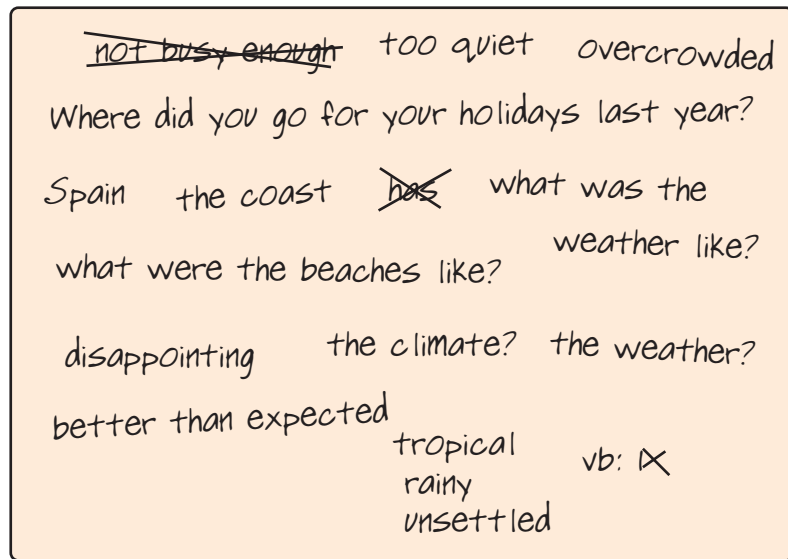 not busy enough too quiet overcrowded
Where did you go for your holidays last year?
Spain the coast has what was the
weather like?
what were the beaches like?
disappointing the climate? the weather?
better than expected
tropical
vb:
rainy
unsettled